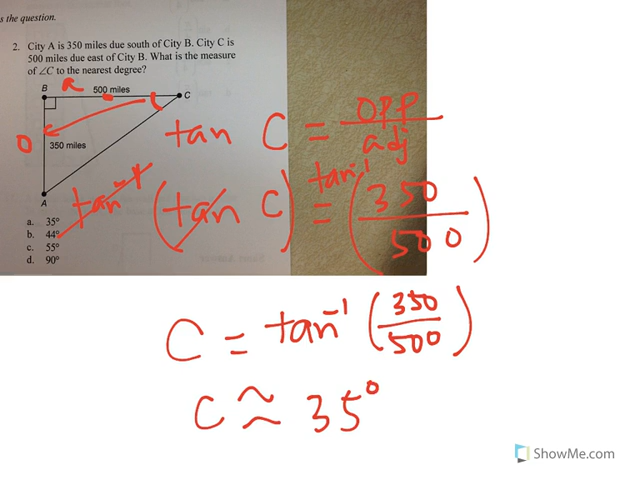 s the question.
2. City A is 350 miles due south of City B. City C is
500 miles due east of City B. What is the measure
of ∠C to the nearest degree?
a
B 500 miles C
O 350 miles
A
a. 35°
b. 44°
c. 55°
d. 90°
tan C = opp/adj
tan⁻¹ (tan C) = tan⁻¹ (350/500)
C = tan⁻¹ (350/500)
C ≈ 35°
ShowMe.com